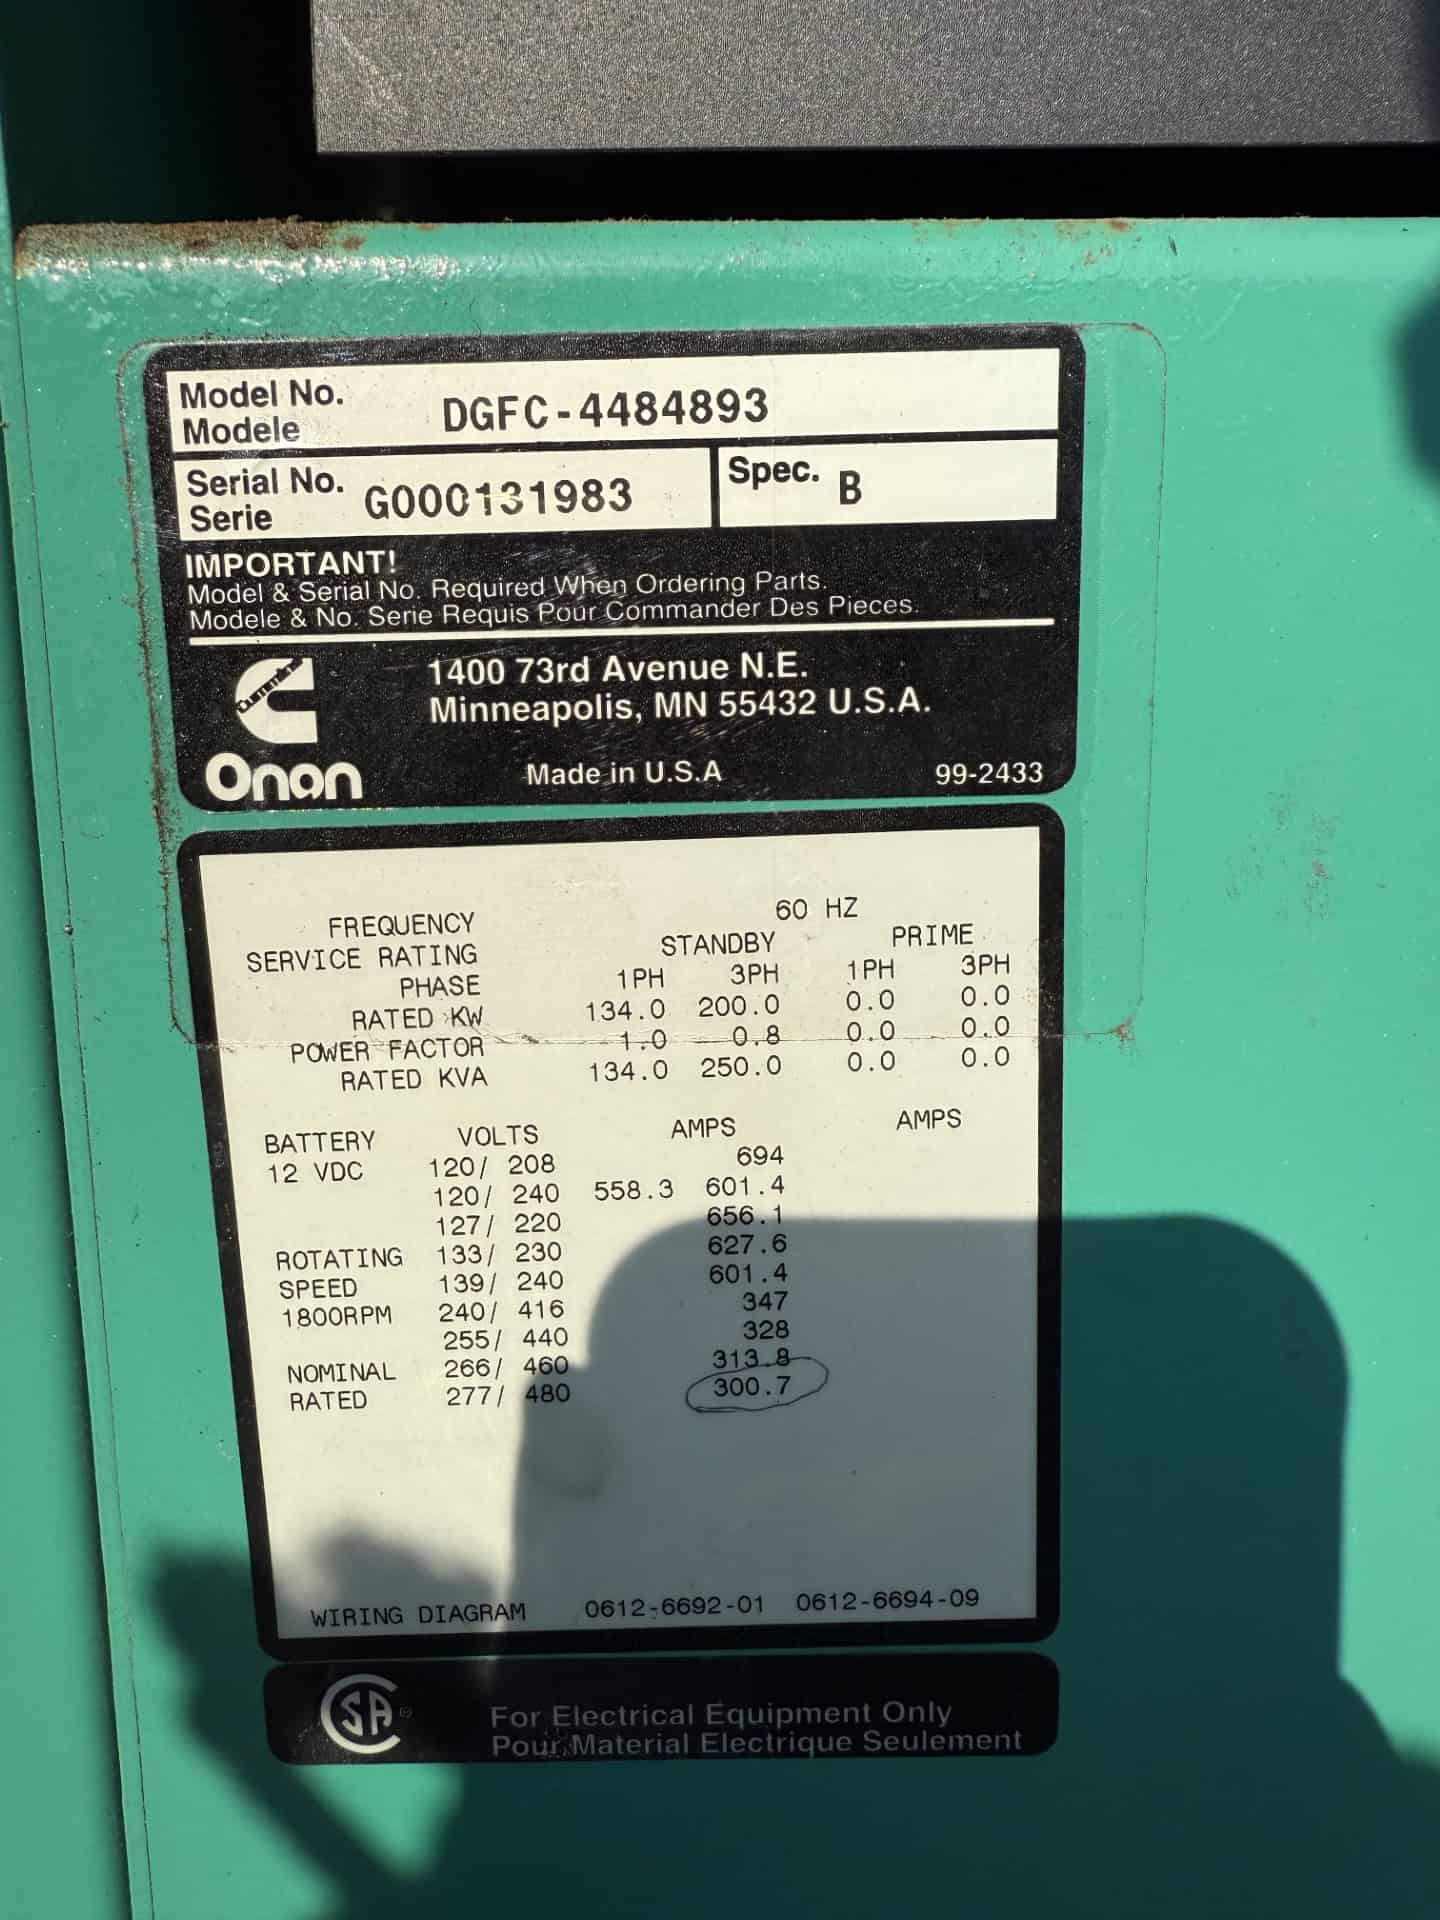 Model No.
Modele
DGFC-4484893
Serial No.
Serie
G000131983
Spec. B
IMPORTANT!
Model & Serial No. Required When Ordering Parts.
Modele & No. Serie Requis Pour Commander Des Pieces.
Cummins
Onan
1400 73rd Avenue N.E.
Minneapolis, MN 55432 U.S.A.
Made in U.S.A
99-2433
FREQUENCY 60 HZ
SERVICE RATING STANDBY PRIME
PHASE 1PH 3PH 1PH 3PH
RATED KW 134.0 200.0 0.0 0.0
POWER FACTOR 1.0 0.8 0.0 0.0
RATED KVA 134.0 250.0 0.0 0.0
BATTERY VOLTS AMPS AMPS
12 VDC 120/ 208 694
120/ 240 558.3 601.4
127/ 220 656.1
ROTATING 133/ 230 627.6
SPEED 139/ 240 601.4
1800RPM 240/ 416 347
255/ 440 328
NOMINAL 266/ 460 313.8
RATED 277/ 480 300.7
WIRING DIAGRAM 0612-6692-01 0612-6694-09
SA ®
For Electrical Equipment Only
Pour Material Electrique Seulement